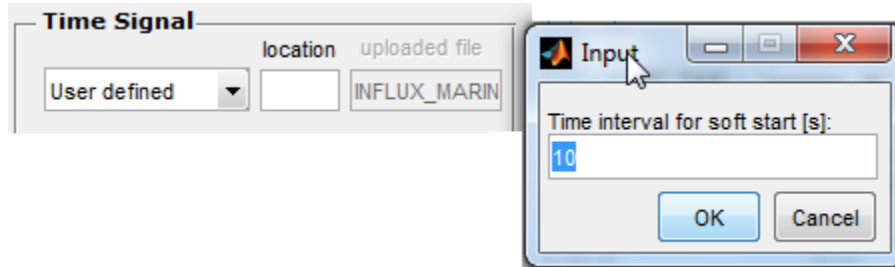 Time Signal
location uploaded file
User defined INFLUX_MARIN
Input
Time interval for soft start [s]:
10
OK Cancel